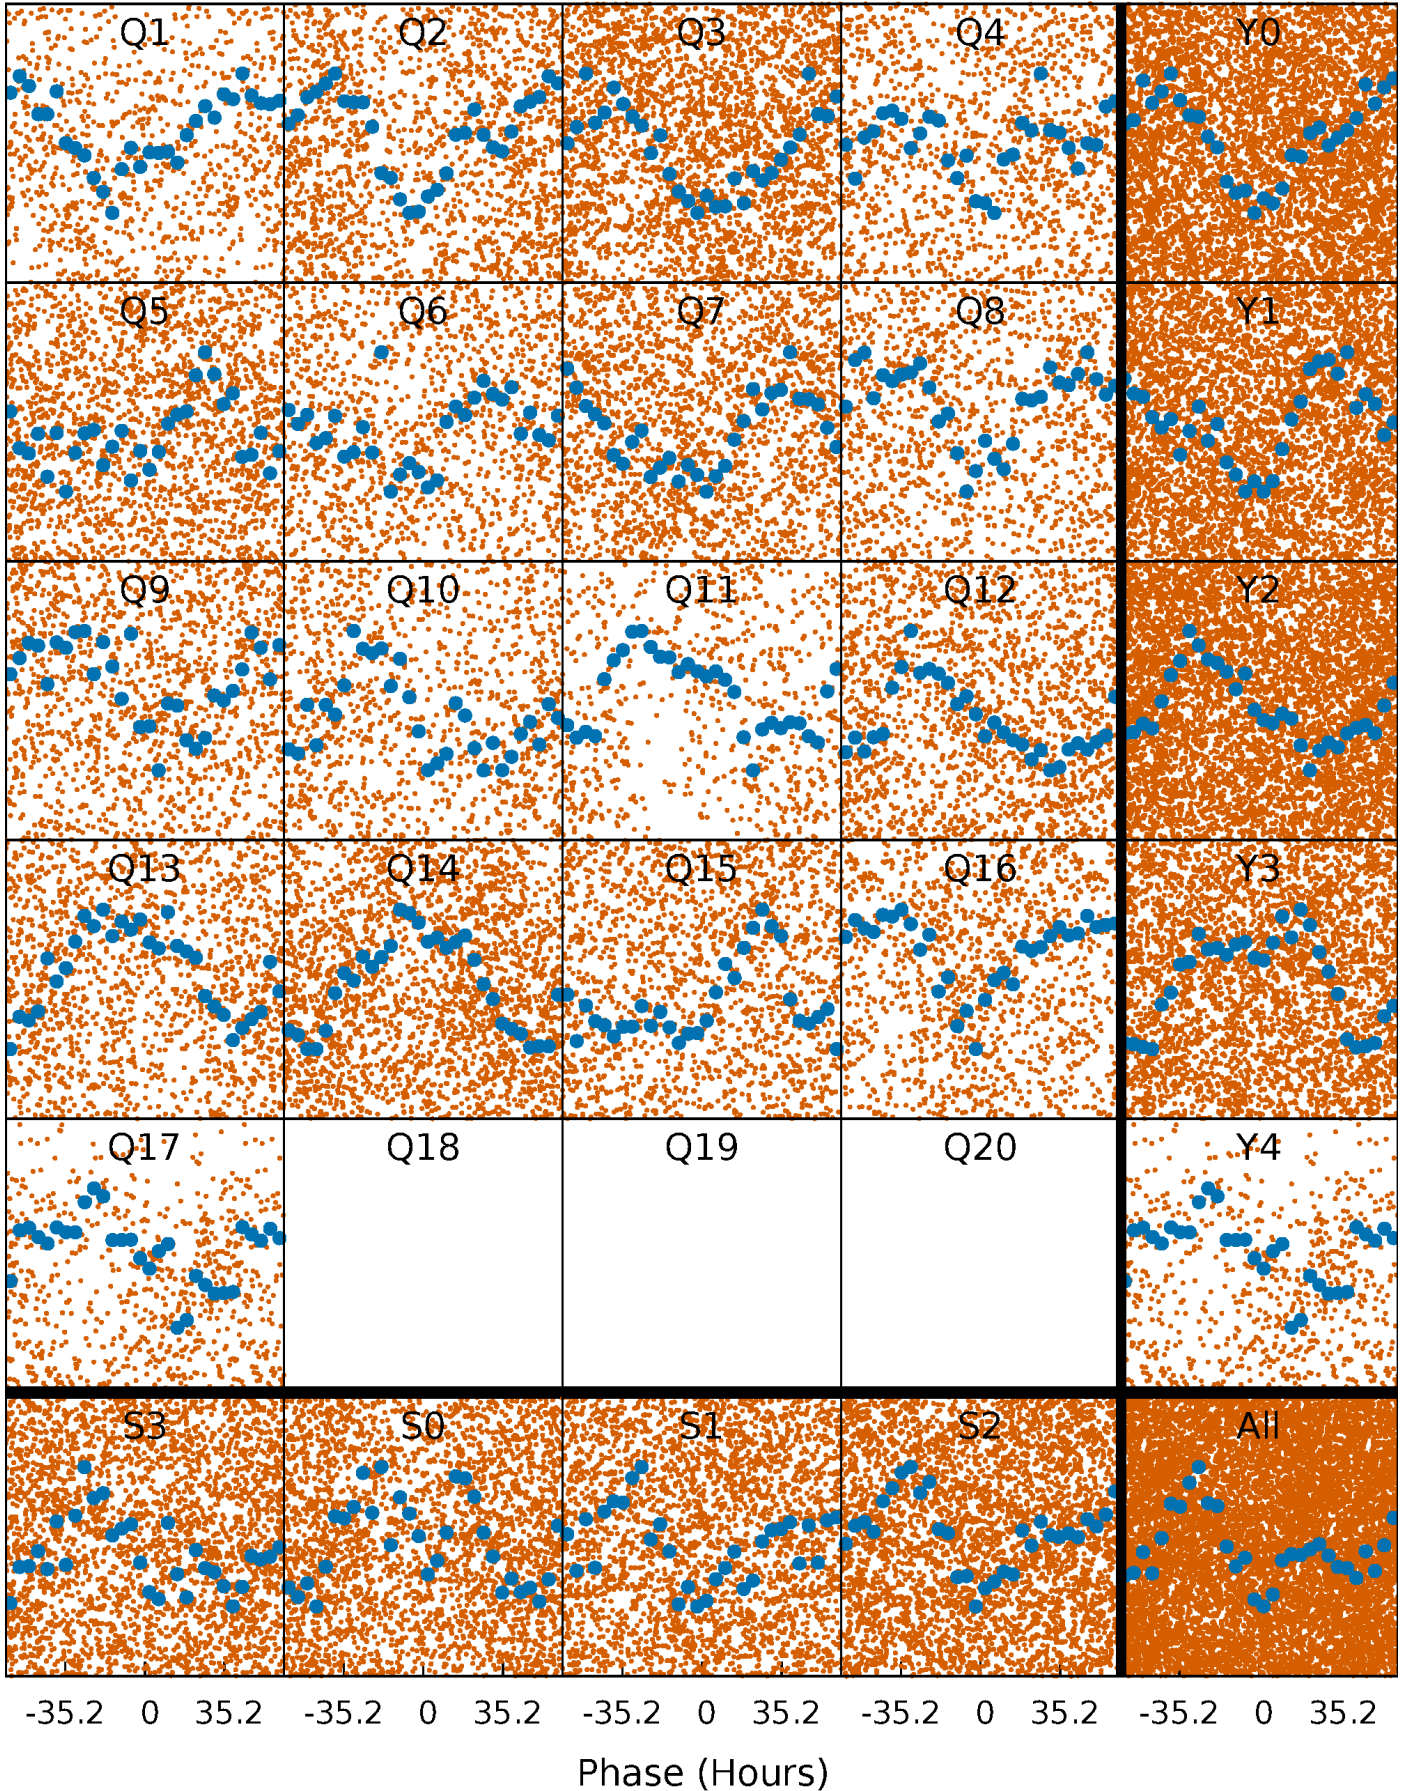 Q1 Q2 Q3 Q4 Y0
Q5 Q6 Q7 Q8 Y1
Q9 Q10 Q11 Q12 Y2
Q13 Q14 Q15 Q16 Y3
Q17 Q18 Q19 Q20 Y4
S3 S0 S1 S2 All
-35.2 0 35.2 -35.2 0 35.2 -35.2 0 35.2 -35.2 0 35.2 -35.2 0 35.2
Phase (Hours)